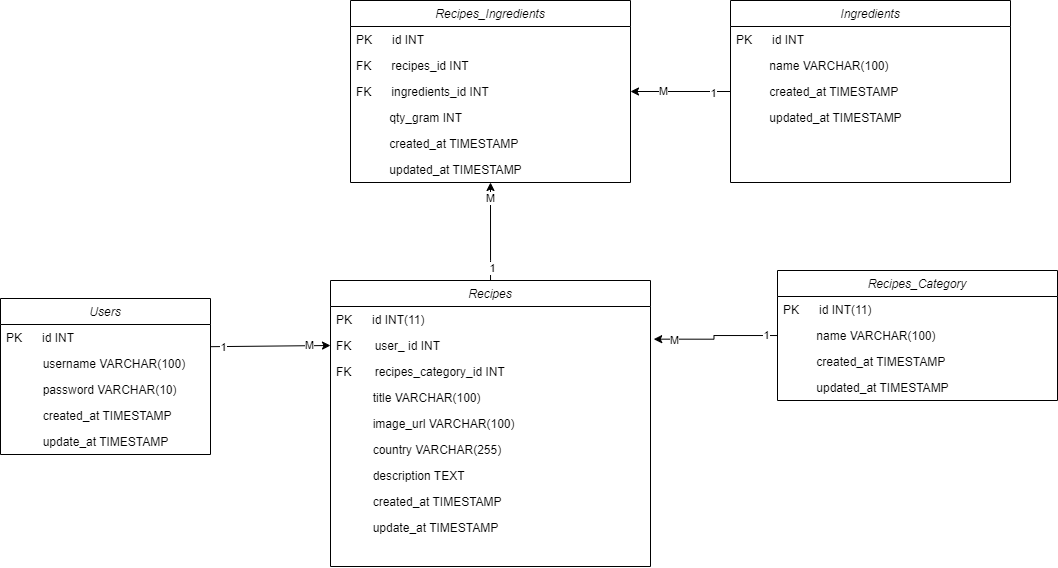 Recipes_Ingredients
PK id INT
FK recipes_id INT
FK ingredients_id INT
qty_gram INT
created_at TIMESTAMP
updated_at TIMESTAMP
Ingredients
PK id INT
name VARCHAR(100)
created_at TIMESTAMP
updated_at TIMESTAMP
M 1
M
1
Users
PK id INT
username VARCHAR(100)
password VARCHAR(10)
created_at TIMESTAMP
update_at TIMESTAMP
1 M
Recipes
PK id INT(11)
FK user_ id INT
FK recipes_category_id INT
title VARCHAR(100)
image_url VARCHAR(100)
country VARCHAR(255)
description TEXT
created_at TIMESTAMP
update_at TIMESTAMP
M 1
Recipes_Category
PK id INT(11)
name VARCHAR(100)
created_at TIMESTAMP
updated_at TIMESTAMP